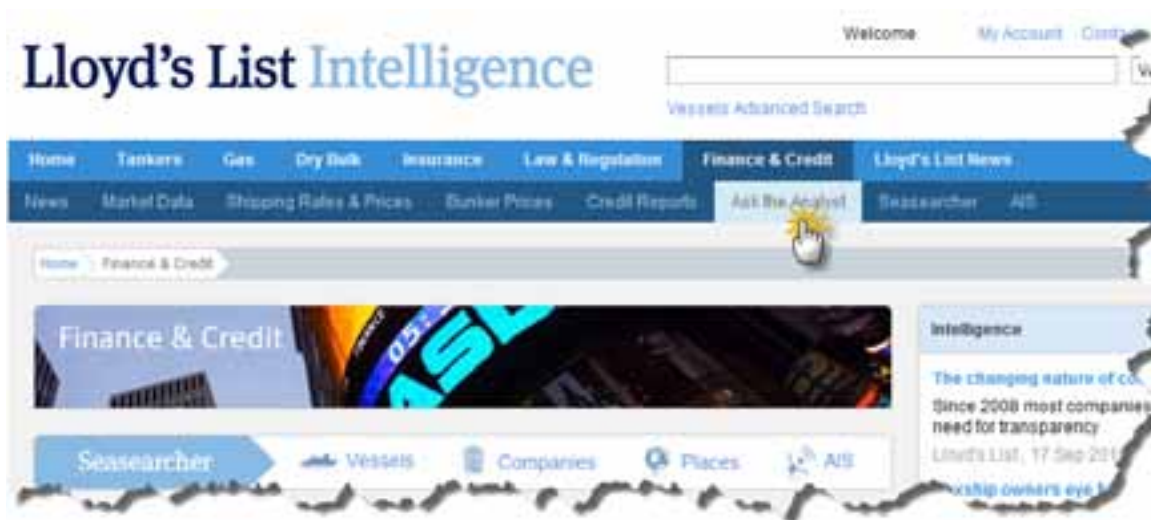 Welcome My Account
Lloyd's List Intelligence
Vessels Advanced Search
Home Tankers Gas Dry Bulk Insurance Law & Regulation Finance & Credit Lloyd's List News
News Market Data Shipping Rates & Prices Bunker Prices Credit Reports Ask the Analyst Seasearcher AIS
Home Finance & Credit
Finance & Credit
05:
Intelligence
The changing nature of
Since 2008 most companies
need for transparency
Lloyd's List, 17 Sep
Seasearcher Vessels Companies Places AIS
owners eye